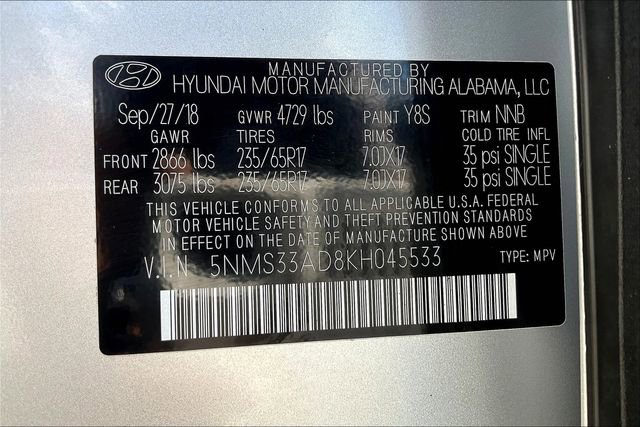 MANUFACTURED BY
HYUNDAI MOTOR MANUFACTURING ALABAMA, LLC
Sep/27/18 GVWR 4729 lbs PAINT Y8S TRIM NNB
GAWR TIRES RIMS COLD TIRE INFL
FRONT 2866 lbs 235/65R17 7.0JX17 35 psi SINGLE
REAR 3075 lbs 235/65R17 7.0JX17 35 psi SINGLE
THIS VEHICLE CONFORMS TO ALL APPLICABLE U.S.A. FEDERAL
MOTOR VEHICLE SAFETY AND THEFT PREVENTION STANDARDS
IN EFFECT ON THE DATE OF MANUFACTURE SHOWN ABOVE
V.I.N 5NMS33AD8KH045533 TYPE: MPV